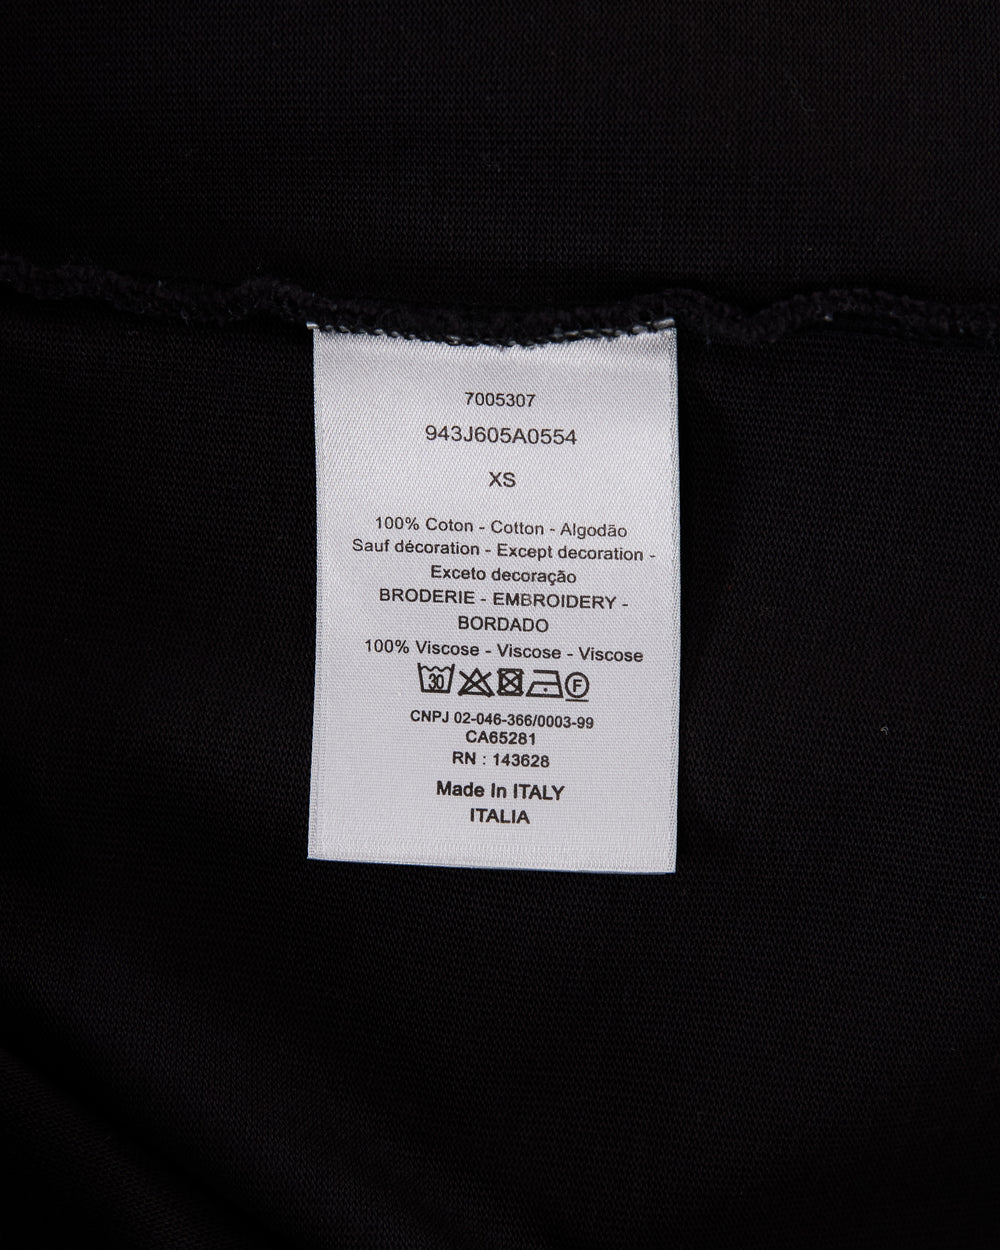 7005307
943J605A0554
XS
100% Coton - Cotton - Algodão
Sauf décoration - Except decoration -
Exceto decoração
BRODERIE - EMBROIDERY -
BORDADO
100% Viscose - Viscose - Viscose
30 F
CNPJ 02-046-366/0003-99
CA65281
RN : 143628
Made In ITALY
ITALIA